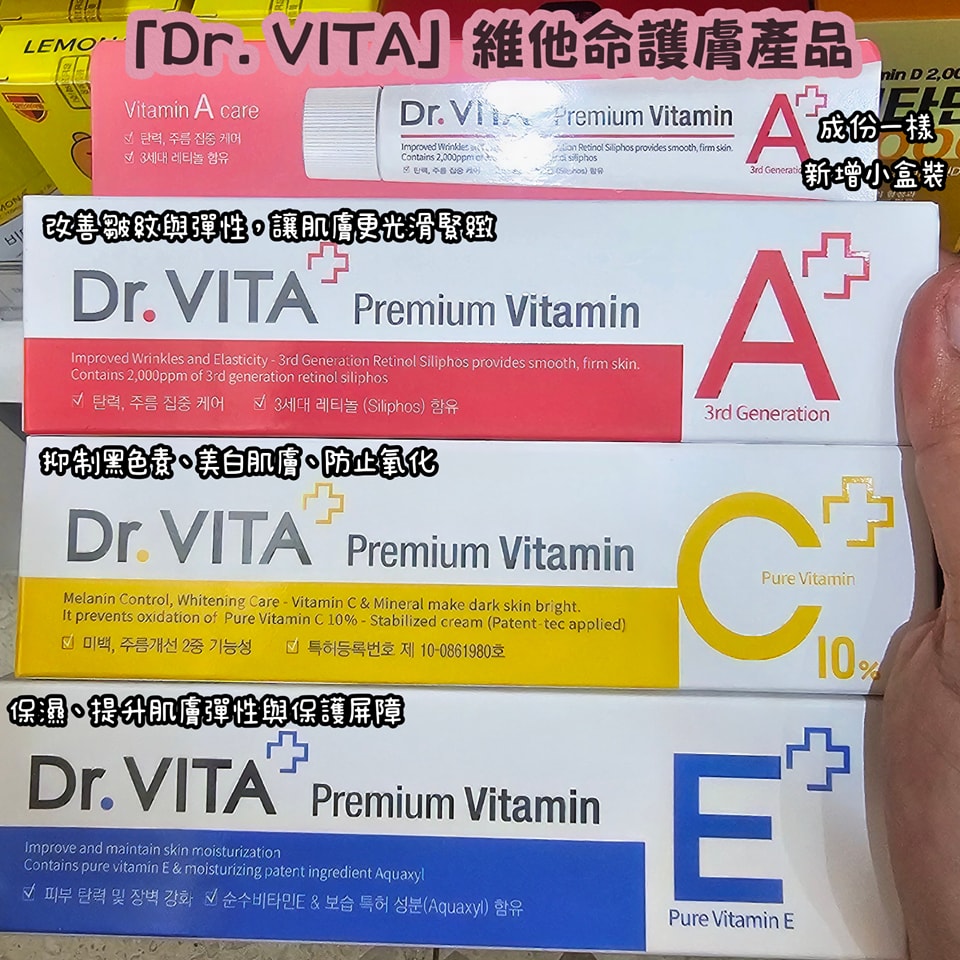 「Dr. VITA」維他命護膚產品
LEMON
Vitamin A care
탄력, 주름 집중 케어
3세대 레티놀 함유
Dr. VITA Premium Vitamin
A
3rd Generation
成份一樣
新增小盒裝
改善皺紋與彈性，讓肌膚更光滑緊緻
Dr. VITA Premium Vitamin
Improved Wrinkles and Elasticity - 3rd Generation Retinol Siliphos provides smooth, firm skin.
Contains 2,000ppm of 3rd generation retinol siliphos
탄력, 주름 집중 케어 3세대 레티놀 (Siliphos) 함유
A
3rd Generation
抑制黑色素、美白肌膚、防止氧化
Dr. VITA Premium Vitamin
Melanin Control, Whitening Care - Vitamin C & Mineral make dark skin bright.
It prevents oxidation of Pure Vitamin C 10% - Stabilized cream (Patent-tec applied)
미백, 주름개선 2중 기능성 특허등록번호 제 10-0861980호
C
Pure Vitamin
10%
保濕、提升肌膚彈性與保護屏障
Dr. VITA Premium Vitamin
Improve and maintain skin moisturization
Contains pure vitamin E & moisturizing patent ingredient Aquaxyl
피부 탄력 및 장벽 강화 순수비타민E & 보습 특허 성분(Aquaxyl) 함유
E
Pure Vitamin E